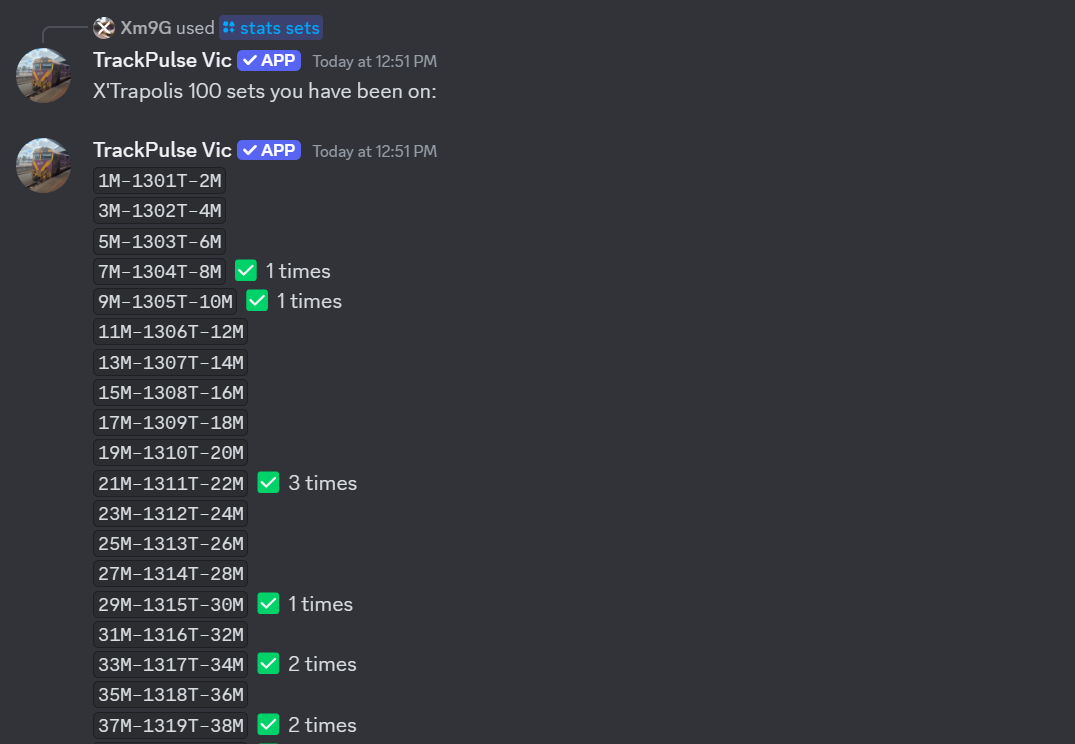 Xm9G used stats sets
TrackPulse Vic APP Today at 12:51 PM
X'Trapolis 100 sets you have been on:
TrackPulse Vic APP Today at 12:51 PM
1M-1301T-2M
3M-1302T-4M
5M-1303T-6M
7M-1304T-8M ✅ 1 times
9M-1305T-10M ✅ 1 times
11M-1306T-12M
13M-1307T-14M
15M-1308T-16M
17M-1309T-18M
19M-1310T-20M
21M-1311T-22M ✅ 3 times
23M-1312T-24M
25M-1313T-26M
27M-1314T-28M
29M-1315T-30M ✅ 1 times
31M-1316T-32M
33M-1317T-34M ✅ 2 times
35M-1318T-36M
37M-1319T-38M ✅ 2 times